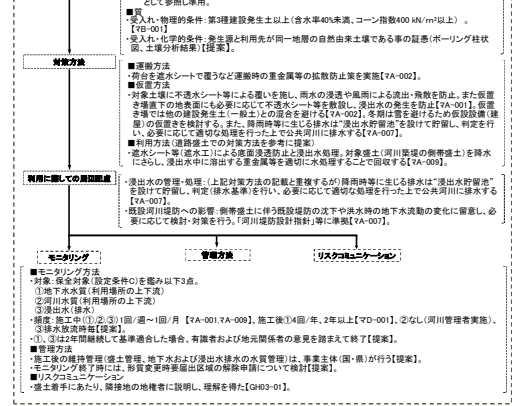 として参照し準用。
■質
・受入れ・物理的条件：第3種建設発生土以上（含水率40%未満、コーン指数400 kN/m²以上）。
【マB-001】
・受入れ・化学的条件：発生源と利用先が同一地層の自然由来土壌である事の証憑（ボーリング柱状
図、土壌分析結果）【提案】。
対策方法
■運搬方法
・荷台を遮水シートで覆うなど運搬時の重金属等の拡散防止策を実施【マA-002】。
■仮置方法
・対象土壌に不透水シート等による覆いを施し、雨水の浸透や風雨による流出・飛散を防止。また仮置
き場直下の地表面にも必要に応じて不透水シート等を敷設し、浸出水の発生を防止【マA-001】。仮置
き場では他の建設発生土（一般土）との混合を避ける【マA-002】。冬期は雪を避けるため仮設設備（建
屋）の仮置きを検討する。また、降雨時等に生じる排水は“浸出水貯留池”を設けて貯留し、判定を行
い、必要に応じて適切な処理を行った上で公共河川に排水する【マA-007】。
■利用方法（道路盛土での対策方法を参考に提案）
・遮水シート等（遮水工）による底面浸透防止と浸出水処理。対象盛土（河川築堤の側帯盛土）を降水
にさらし、浸出水中に溶出する重金属等を適切に水処理することで回収する【マA-009】。
利用に際しての周辺配慮
・浸出水の管理・処理：（上記対策方法の記載と重複するが）降雨時等に生じる排水は“浸出水貯留池”
を設けて貯留し、判定（排水基準）を行い、必要に応じて適切な処理を行った上で公共河川に排水する
【マA-007】。
・既設河川堤防への影響：側帯盛土に伴う既設堤防の沈下や洪水時の地下水流動の変化に留意し、必
要に応じて検討・対策を行う。「河川堤防設計指針」等に準拠【マA-007】。
モニタリング
管理方法
リスクコミュニケーション
■モニタリング方法
・対象：保全対象（設定条件C）を鑑み以下3点。
①地下水水質（利用場所の上下流）
②河川水質（利用場所の上下流）
③浸出水（排水）
・頻度：施工中（①、②、③）1回/週～1回/月【マA-001,マA-009】、施工後①4回/年、2年以上【マD-001】、②なし（河川管理者実施）、
③排水放流時毎【提案】。
・①、③は2年間継続して基準適合した場合、有識者および地元関係者の意見を踏まえて終了【提案】。
■管理方法
・施工後の維持管理（盛土管理、地下水および浸出水排水の水質管理）は、事業主体（国・県）が行う【提案】。
・モニタリング終了時には、形質変更時要届出区域の解除申請について検討【提案】。
■リスクコミュニケーション
・盛土着手にあたり、隣接地の地権者に説明し、理解を得た【GH03-01】。